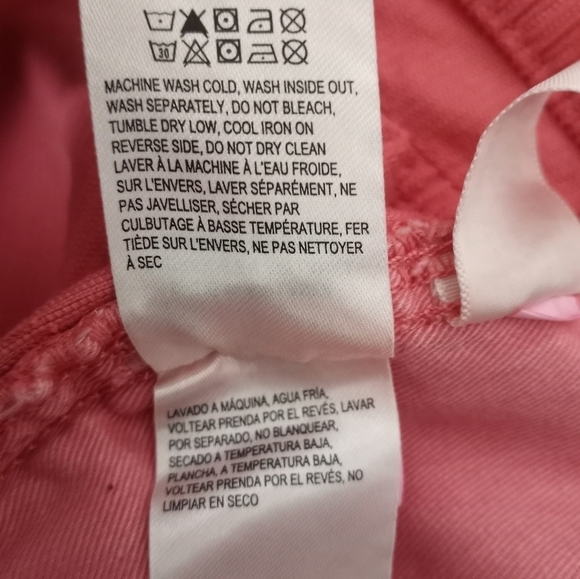 30
MACHINE WASH COLD, WASH INSIDE OUT,
WASH SEPARATELY, DO NOT BLEACH,
TUMBLE DRY LOW, COOL IRON ON
REVERSE SIDE, DO NOT DRY CLEAN
LAVER À LA MACHINE À L'EAU FROIDE,
SUR L'ENVERS, LAVER SÉPARÉMENT, NE
PAS JAVELLISER, SÉCHER PAR
CULBUTAGE À BASSE TEMPÉRATURE, FER
TIÈDE SUR L'ENVERS, NE PAS NETTOYER
À SEC
LAVADO A MÁQUINA, AGUA FRÍA,
VOLTEAR PRENDA POR EL REVÉS, LAVAR
POR SEPARADO, NO BLANQUEAR,
SECADO A TEMPERATURA BAJA,
PLANCHA, A TEMPERATURA BAJA,
VOLTEAR PRENDA POR EL REVÉS, NO
LIMPIAR EN SECO